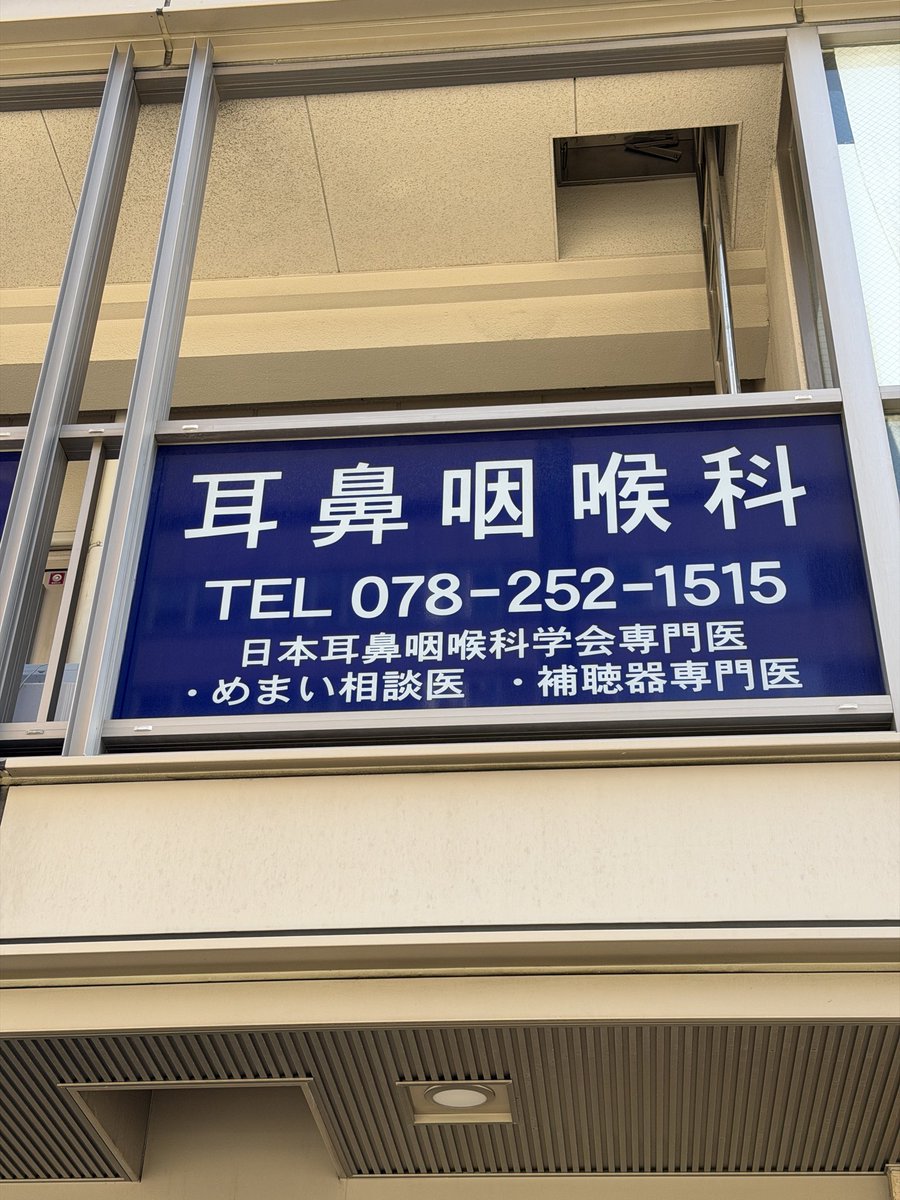 耳鼻咽喉科
TEL 078-252-1515
日本耳鼻咽喉科学会専門医
・めまい相談医 ・補聴器専門医